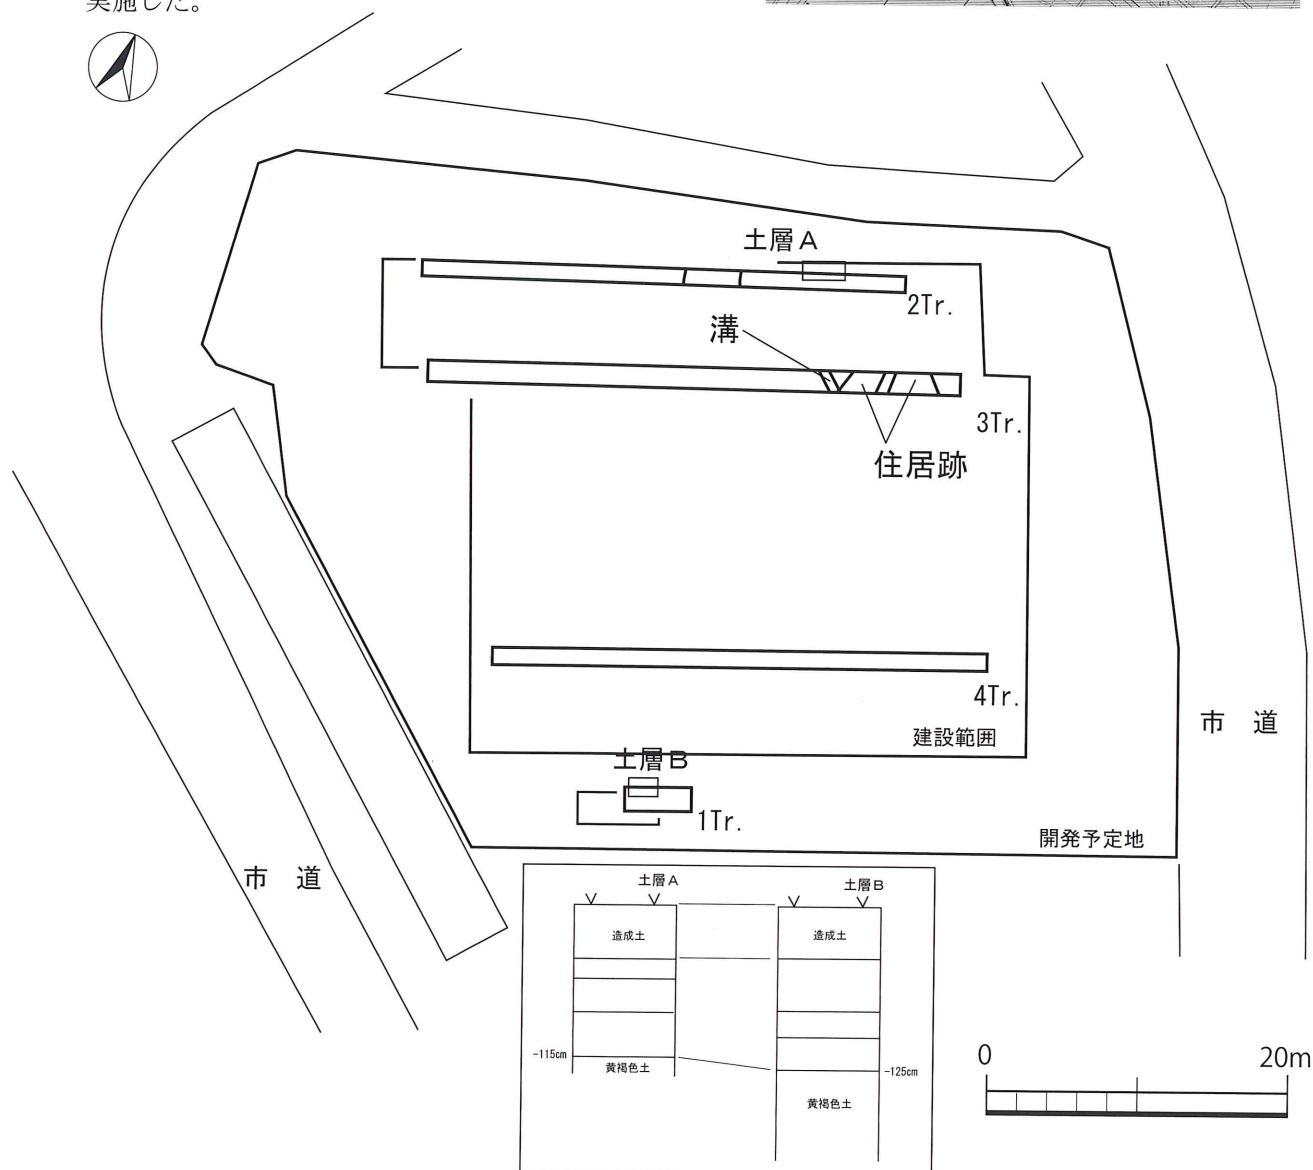 実施した。
土層A
2Tr.
溝
3Tr.
住居跡
4Tr.
建設範囲
市 道
土層B
1Tr.
開発予定地
市 道
土層A
土層B
造成土
造成土
-115cm
黄褐色土
-125cm
黄褐色土
0
20m